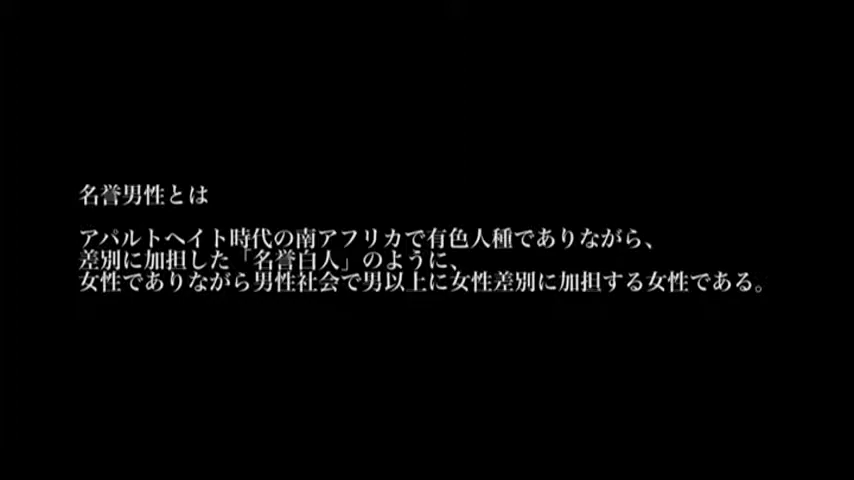 名誉男性とは
アパルトヘイト時代の南アフリカで有色人種でありながら、
差別に加担した「名誉白人」のように、
女性でありながら男性社会で男以上に女性差別に加担する女性である。